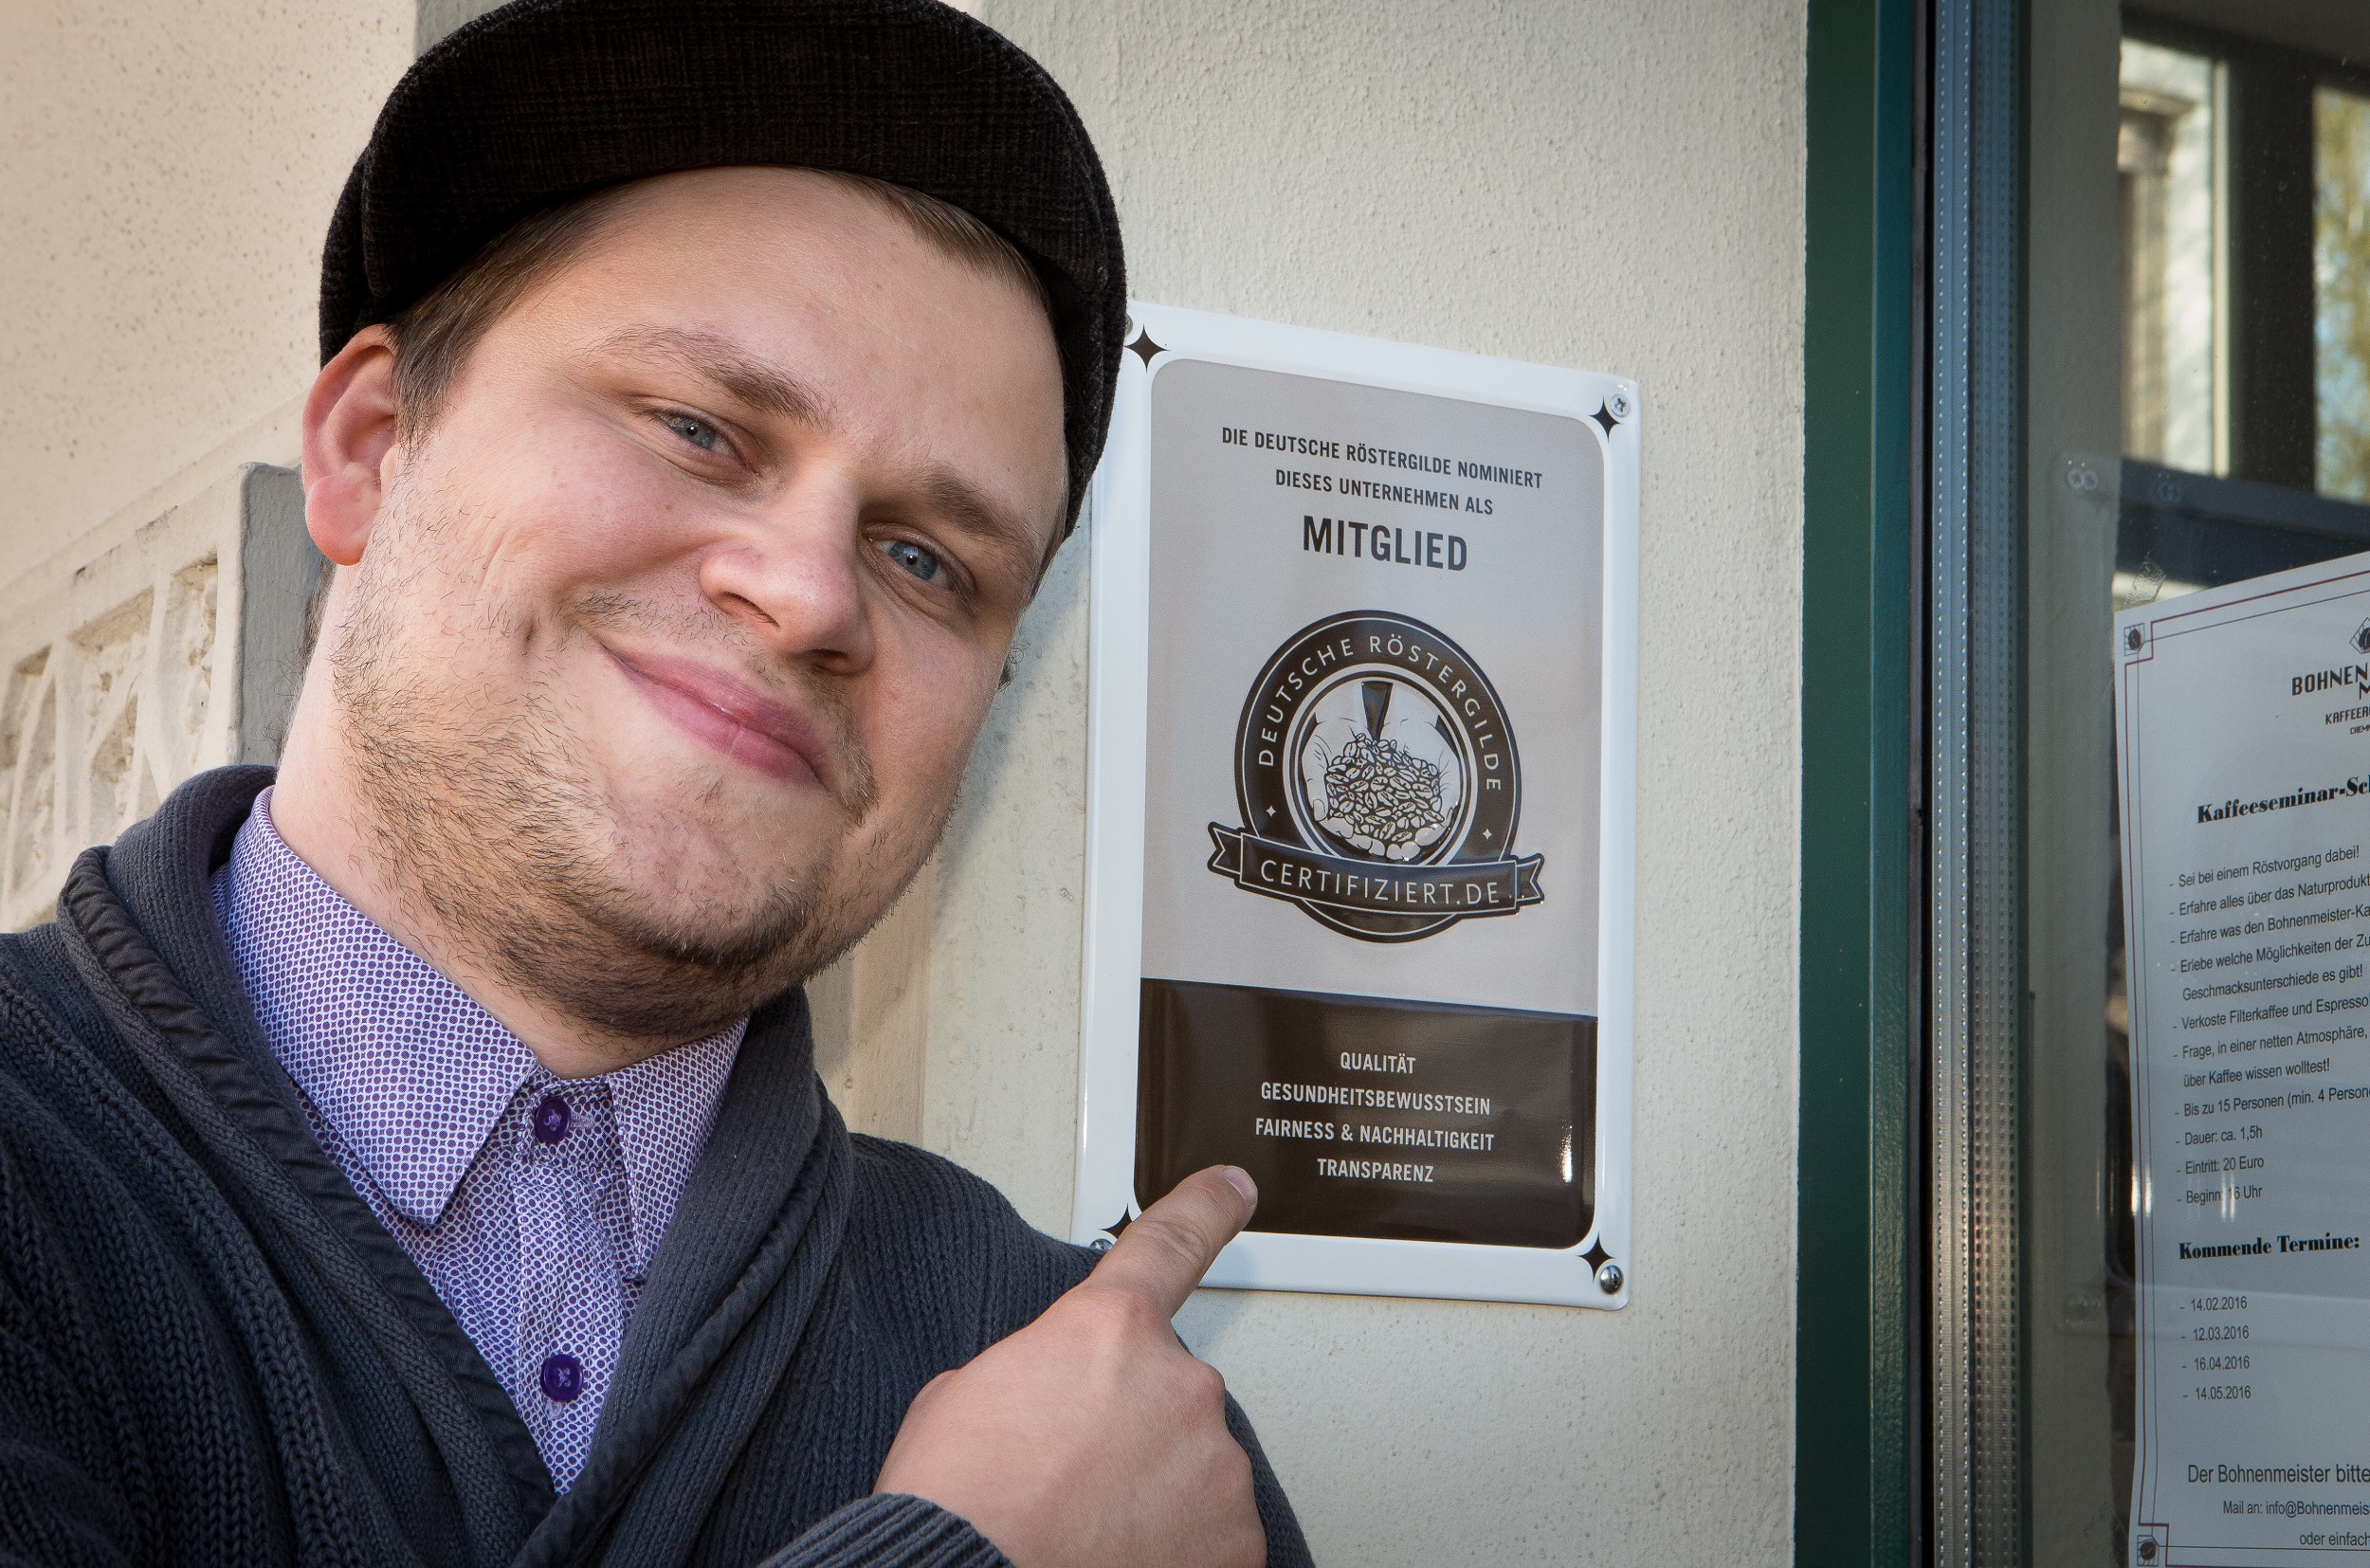 DIE DEUTSCHE RÖSTERGILDE NOMINIERT
DIESES UNTERNEHMEN ALS
MITGLIED
DEUTSCHE RÖSTERGILDE
CERTIFIZIERT.DE
QUALITÄT
GESUNDHEITSBEWUSSTSEIN
FAIRNESS & NACHHALTIGKEIT
TRANSPARENZ
BOHNEN
- Sei bei einem Röstvorgang dabei!
- Erfahre alles über das Naturprodukt
- Erfahre was den Bohnenmeister-Ka
- Erlebe welche Möglichkeiten der Zu
Geschmacksunterschiede es gibt!
- Verkoste Filterkaffee und Espresso
- Frage, in einer netten Atmosphäre,
über Kaffee wissen wolltest!
- Bis zu 15 Personen (min. 4 Person
- Dauer: ca. 1,5h
- Eintritt: 20 Euro
- Beginn: 16 Uhr
Kommende Termine:
- 14.02.2016
- 12.03.2016
- 16.04.2016
- 14.05.2016
Der Bohnenmeister bitte
Mail an: info@Bohnenmeis
oder einfach